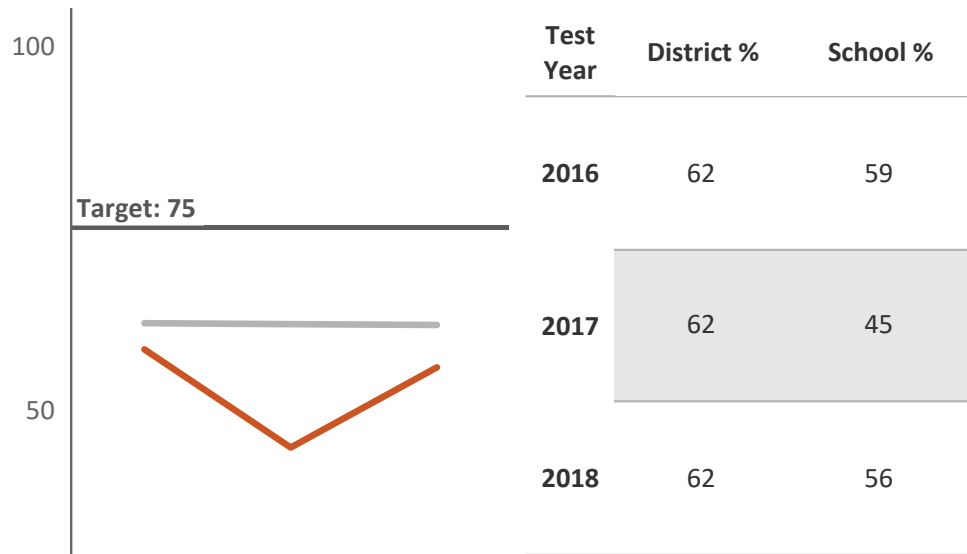 100
Target: 75
50
Test
Year
District %
School %
2016 62 59
2017 62 45
2018 62 56